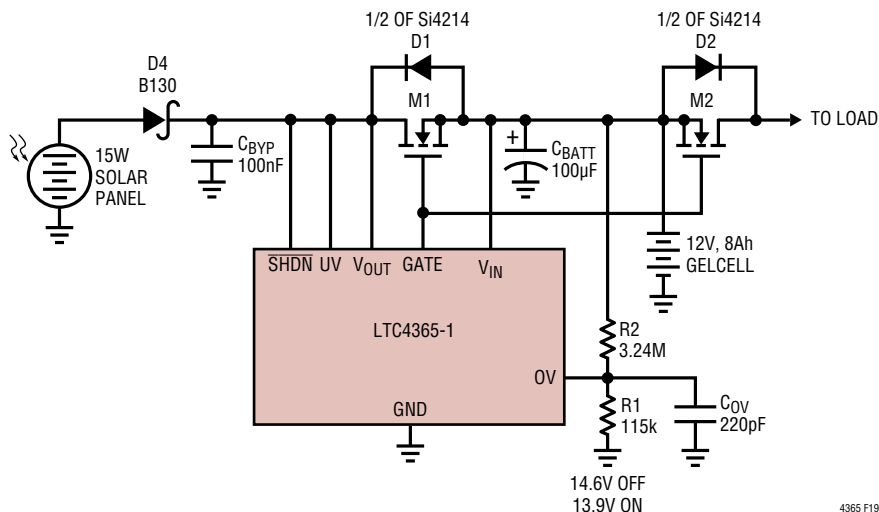 1/2 OF Si4214
D1
1/2 OF Si4214
D2
D4
B130
M1
M2
TO LOAD
15W
SOLAR
PANEL
CBYP
100nF
+
CBATT
100µF
12V, 8Ah
GELCELL
SHDN UV VOUT GATE VIN
LTC4365-1
R2
3.24M
OV
GND
R1
115k
COV
220pF
14.6V OFF
13.9V ON
4365 F19